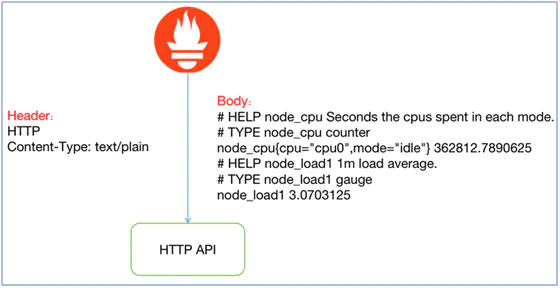 Header:
HTTP
Content-Type: text/plain
Body:
# HELP node_cpu Seconds the cpus spent in each mode.
# TYPE node_cpu counter
node_cpu{cpu="cpu0",mode="idle"} 362812.7890625
# HELP node_load1 1m load average.
# TYPE node_load1 gauge
node_load1 3.0703125
HTTP API